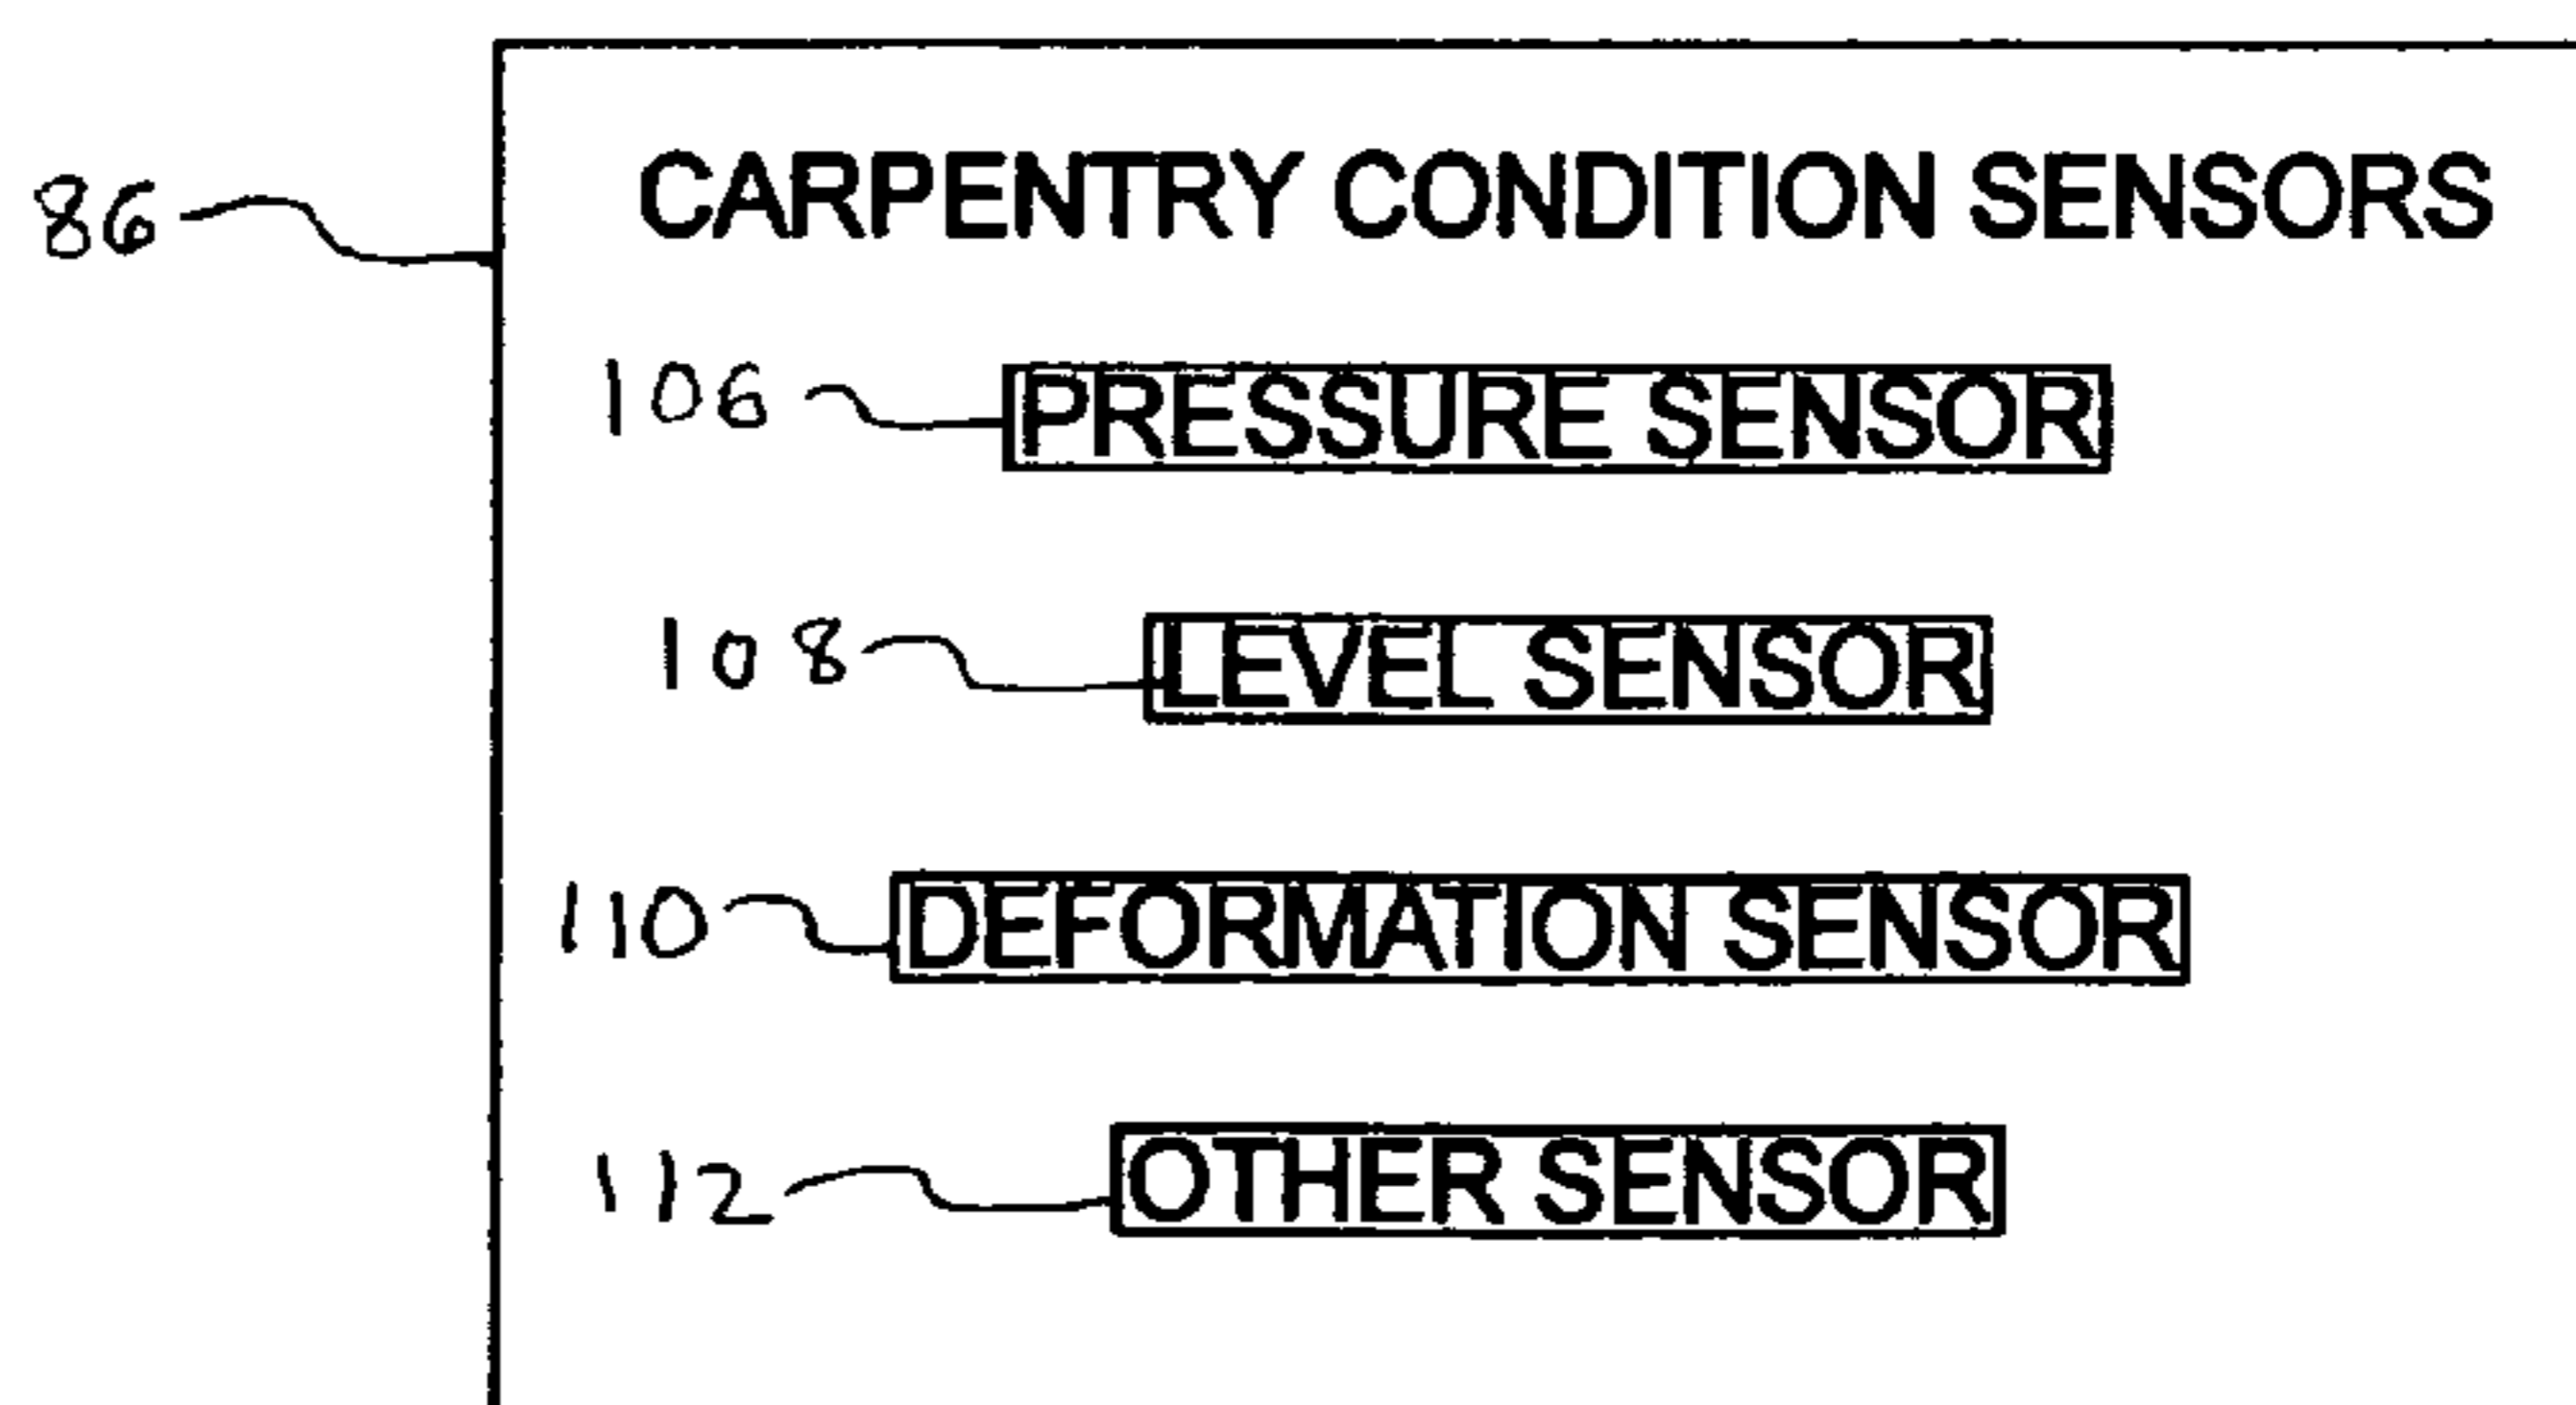 86 CARPENTRY CONDITION SENSORS
106 PRESSURE SENSOR
108 LEVEL SENSOR
110 DEFORMATION SENSOR
112 OTHER SENSOR